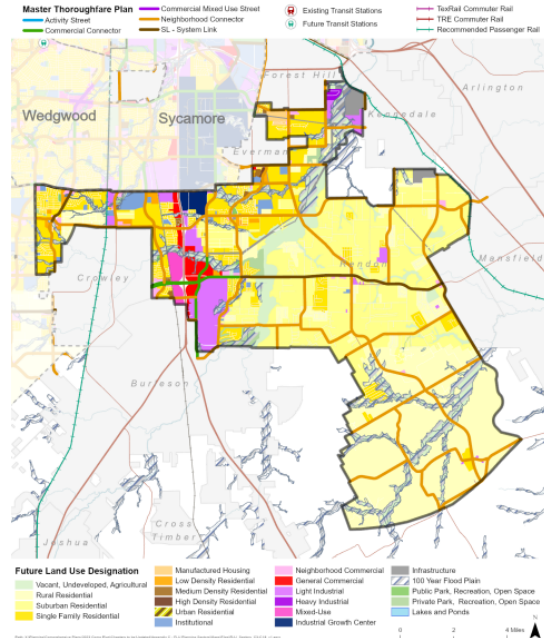 Master Thoroughfare Plan
Activity Street
Commercial Connector
Commercial Mixed Use Street
Neighborhood Connector
SL - System Link
Existing Transit Stations
Future Transit Stations
TexRail Commuter Rail
TRE Commuter Rail
Recommended Passenger Rail
Forest Hill
Arlington
Wedgwood
Sycamore
Kennedale
Everman
Mansfield
Rendon
Crowley
Burleson
Cross
Timber
Joshua
Future Land Use Designation
Vacant, Undeveloped, Agricultural
Rural Residential
Suburban Residential
Single Family Residential
Manufactured Housing
Low Density Residential
Medium Density Residential
High Density Residential
Urban Residential
Institutional
Neighborhood Commercial
General Commercial
Light Industrial
Heavy Industrial
Mixed-Use
Industrial Growth Center
Infrastructure
100 Year Flood Plain
Public Park, Recreation, Open Space
Private Park, Recreation, Open Space
Lakes and Ponds
0 2 4 Miles
N